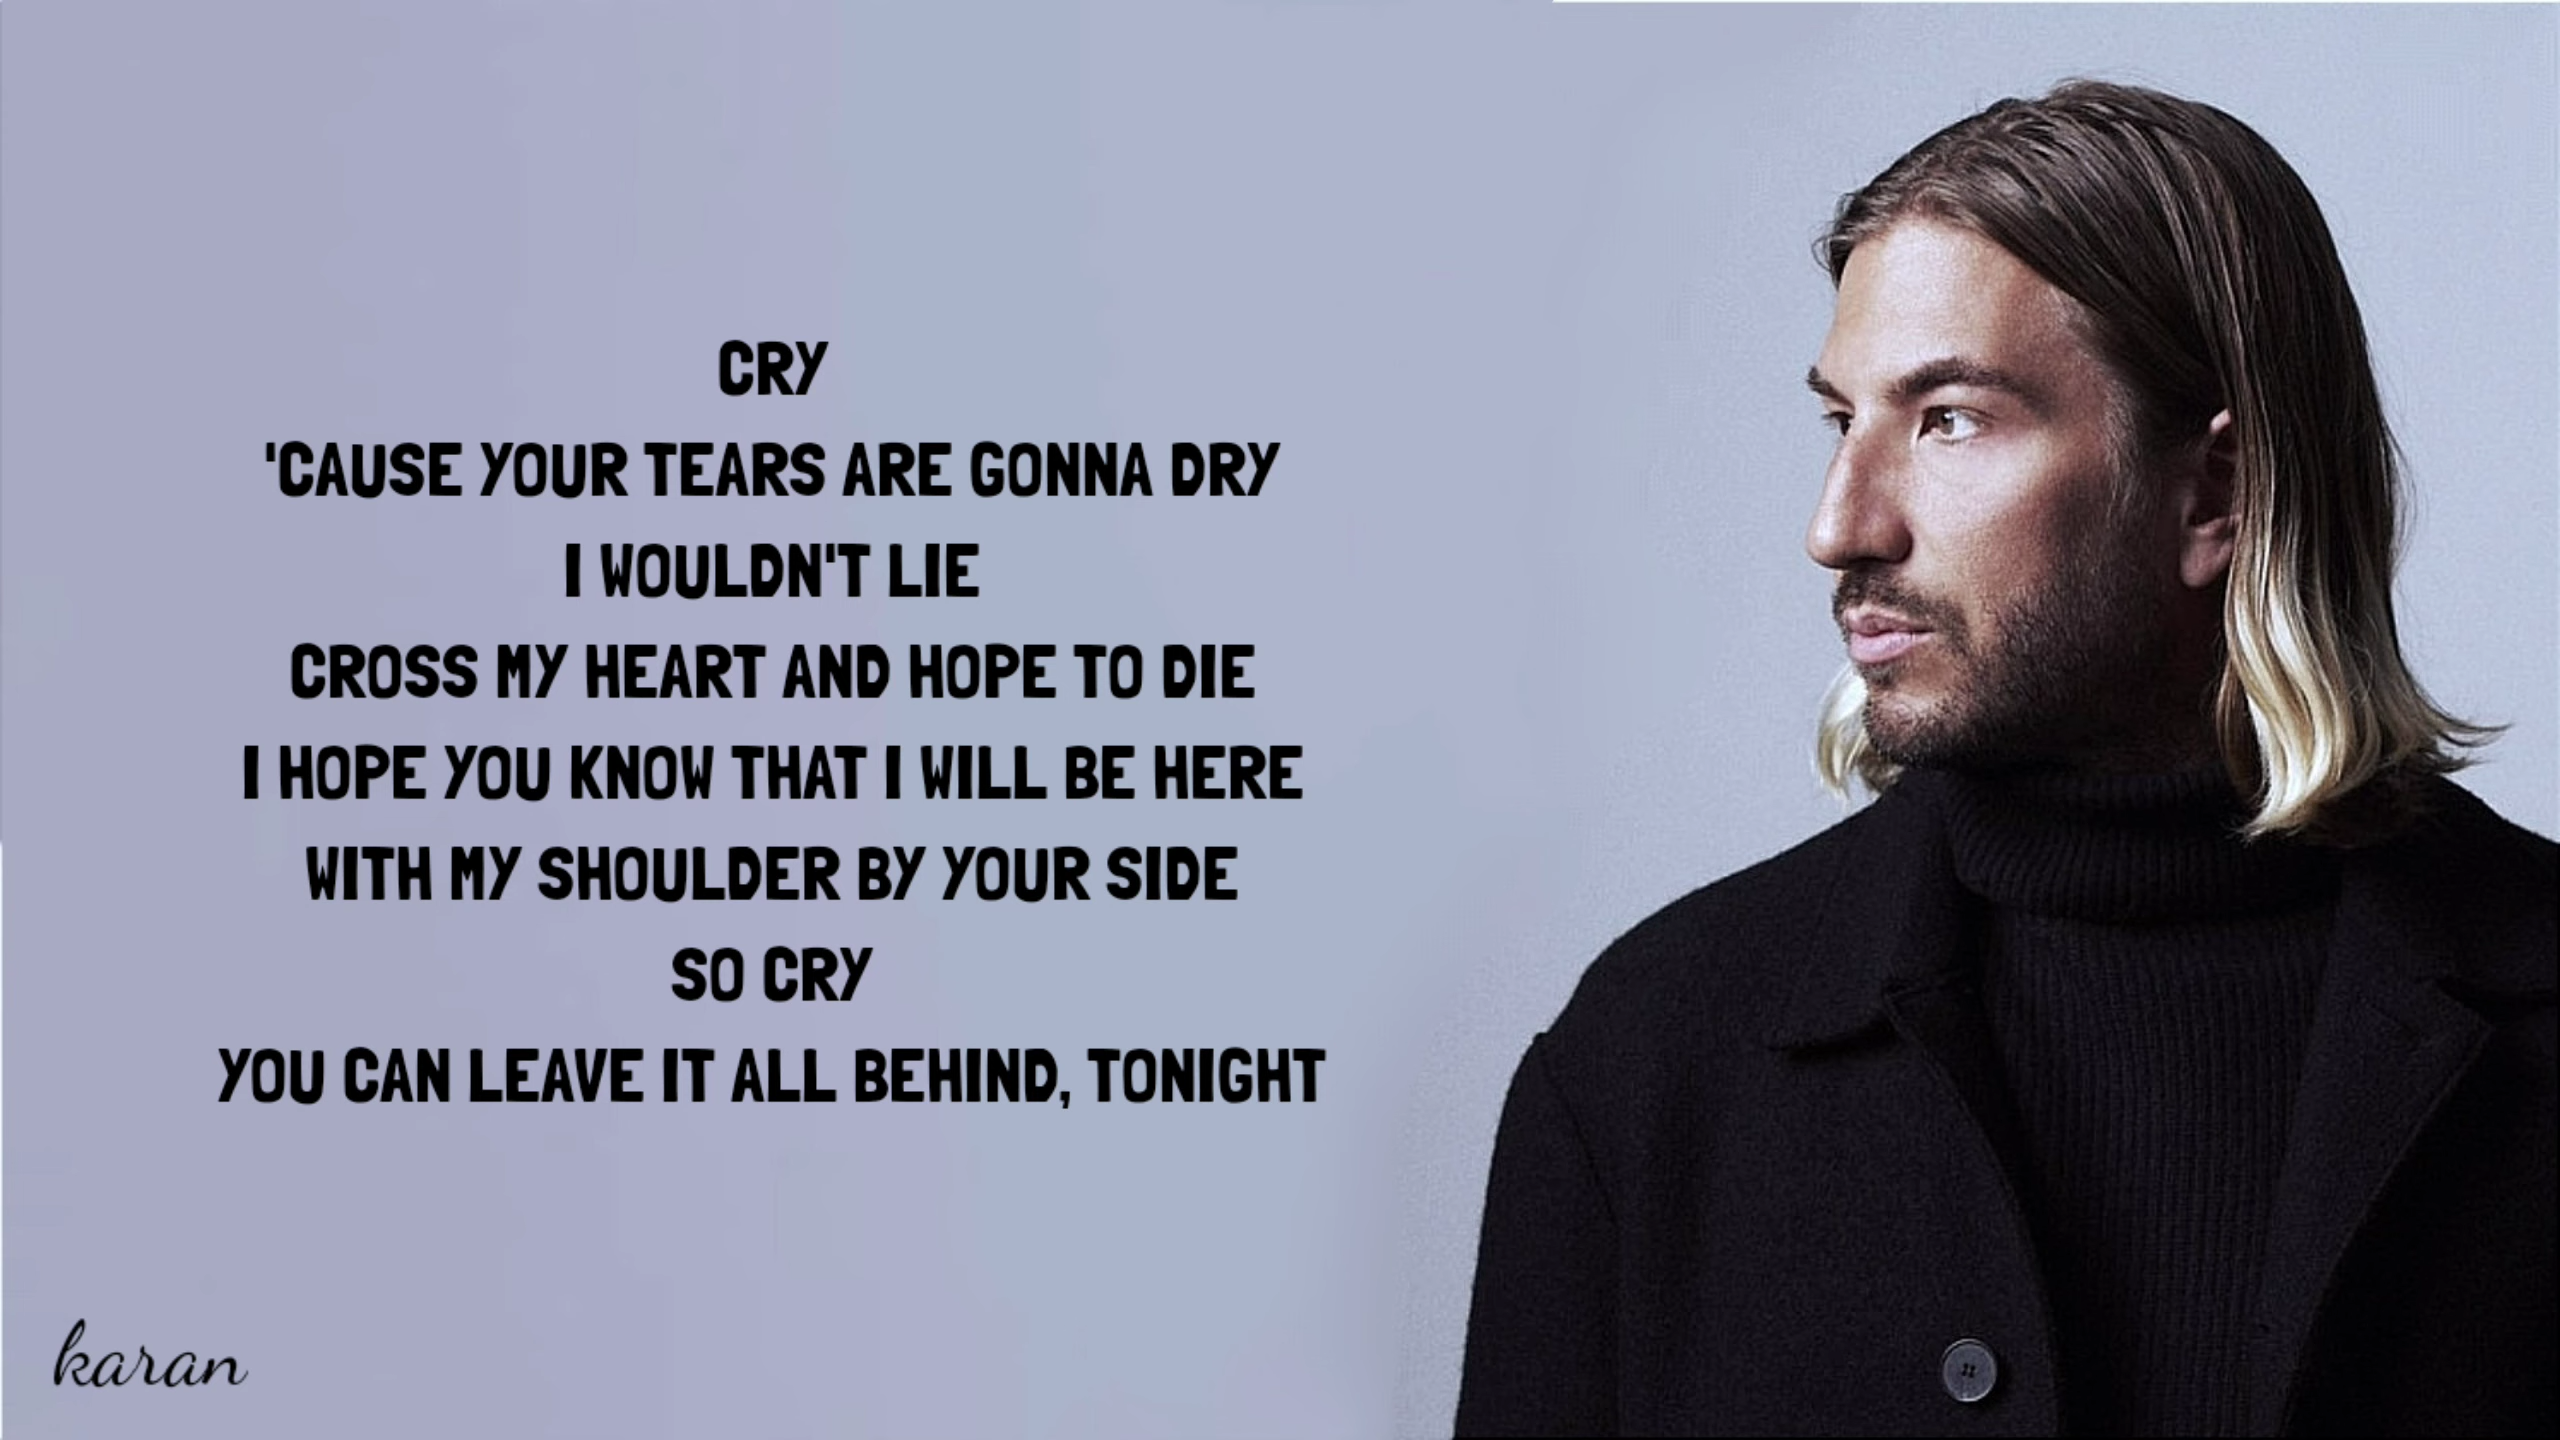 CRY
'CAUSE YOUR TEARS ARE GONNA DRY
I WOULDN'T LIE
CROSS MY HEART AND HOPE TO DIE
I HOPE YOU KNOW THAT I WILL BE HERE
WITH MY SHOULDER BY YOUR SIDE
SO CRY
YOU CAN LEAVE IT ALL BEHIND, TONIGHT
karan